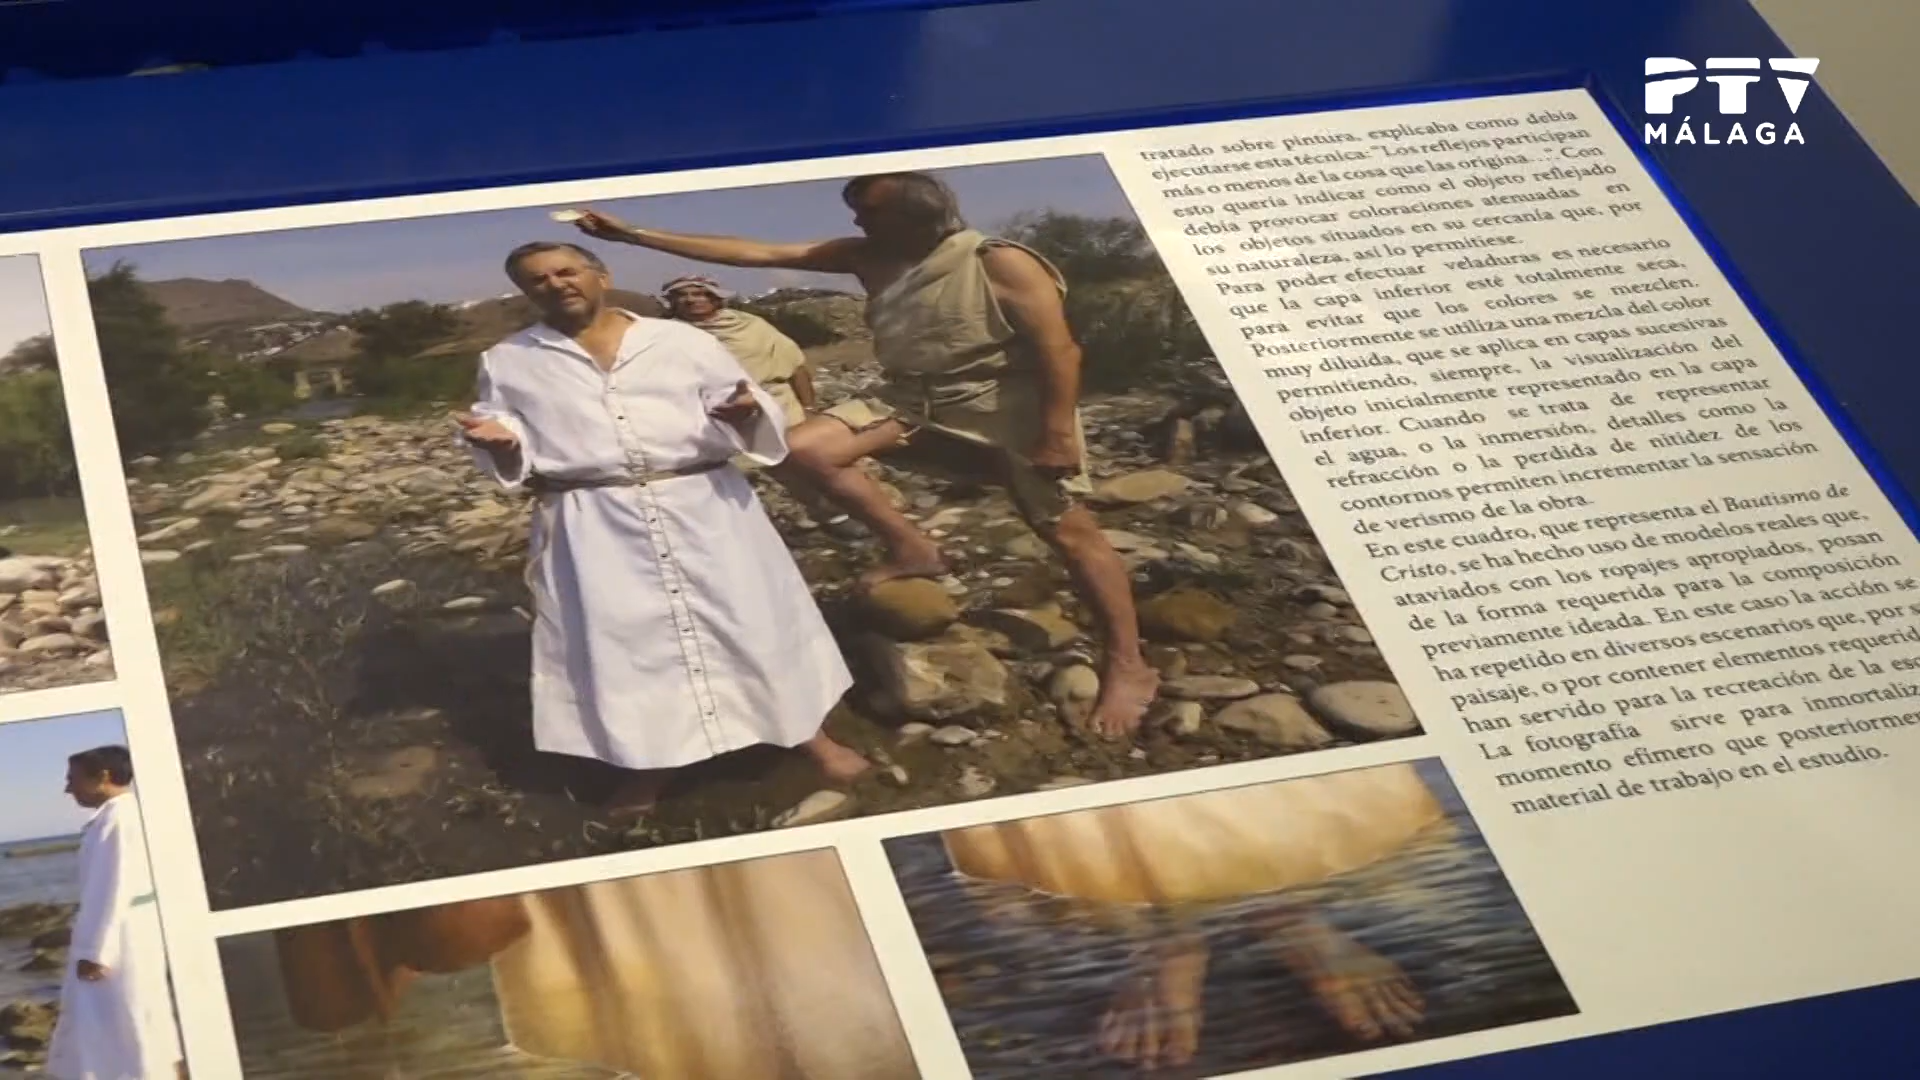 PTV
MÁLAGA
tratado sobre pintura, explicaba como debía
ejecutarse esta técnica: "Los reflejos participan
más o menos de la cosa que las origina…". Con
esto quería indicar como el objeto reflejado
debía provocar coloraciones atenuadas en
los objetos situados en su cercanía que, por
su naturaleza, así lo permitiese.
Para poder efectuar veladuras es necesario
que la capa inferior esté totalmente seca,
para evitar que los colores se mezclen.
Posteriormente se utiliza una mezcla del color
muy diluida, que se aplica en capas sucesivas
permitiendo, siempre, la visualización del
objeto inicialmente representado en la capa
inferior. Cuando se trata de representar
el agua, o la inmersión, detalles como la
refracción o la perdida de nitidez de los
contornos permiten incrementar la sensación
de verismo de la obra.
En este cuadro, que representa el Bautismo de
Cristo, se ha hecho uso de modelos reales que,
ataviados con los ropajes apropiados, posan
de la forma requerida para la composición
previamente ideada. En este caso la acción se
ha repetido en diversos escenarios que, por s
paisaje, o por contener elementos requerid
han servido para la recreación de la esc
La fotografía sirve para inmortaliz
momento efímero que posteriormen
material de trabajo en el estudio.